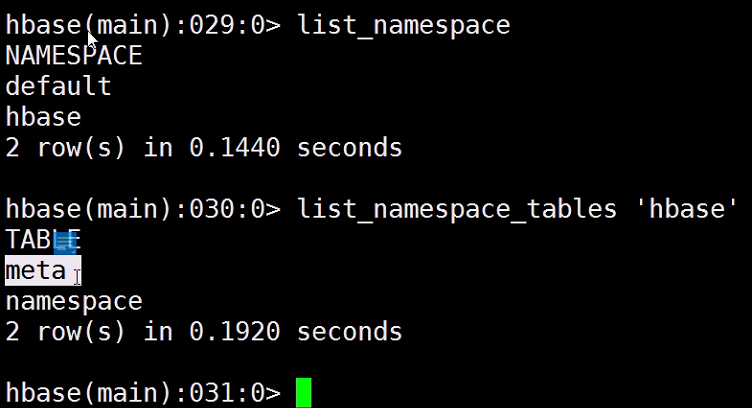 hbase(main):029:0> list_namespace
NAMESPACE
default
hbase
2 row(s) in 0.1440 seconds
hbase(main):030:0> list_namespace_tables 'hbase'
TABLE
meta
namespace
2 row(s) in 0.1920 seconds
hbase(main):031:0>